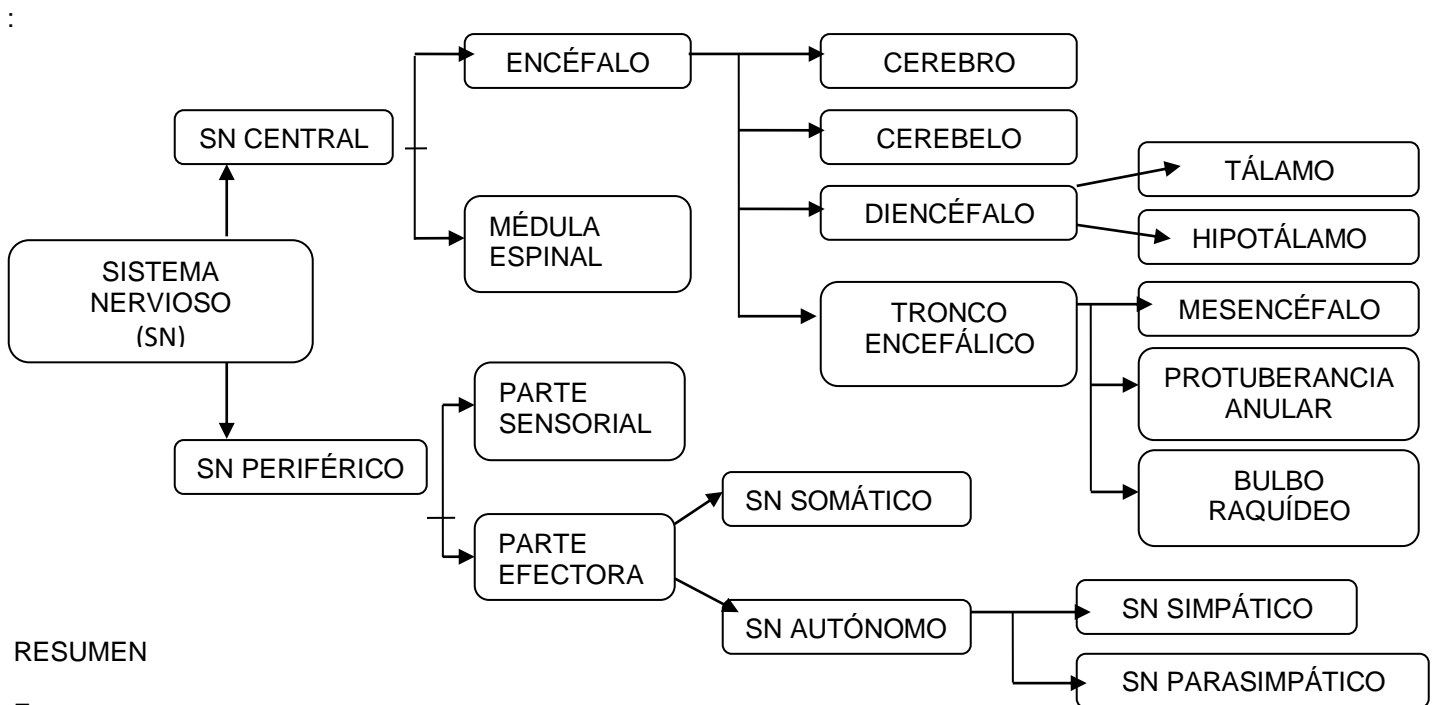 :
ENCÉFALO
CEREBRO
SN CENTRAL
CEREBELO
TÁLAMO
MÉDULA
ESPINAL
DIENCÉFALO
HIPOTÁLAMO
SISTEMA
NERVIOSO
(SN)
TRONCO
ENCEFÁLICO
MESENCÉFALO
PROTUBERANCIA
ANULAR
PARTE
SENSORIAL
SN PERIFÉRICO
BULBO
RAQUÍDEO
SN SOMÁTICO
PARTE
EFECTORA
SN AUTÓNOMO
SN SIMPÁTICO
SN PARASIMPÁTICO
RESUMEN